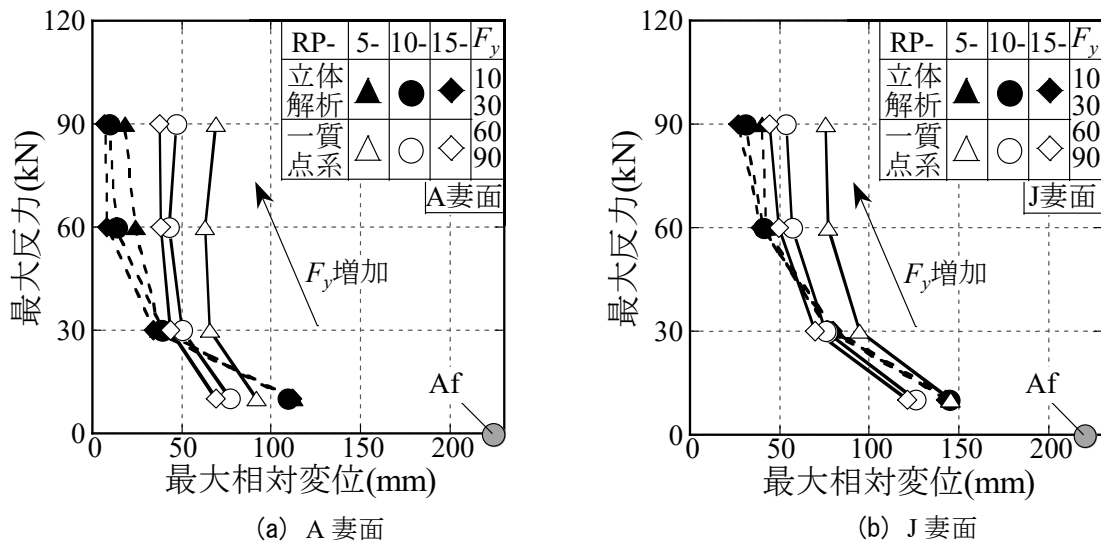 120
90
60
30
0
最大反力(kN)
RP- 5- 10- 15- Fy
立体解析 10 30
一質点系 60 90
A妻面
Fy増加
Af
0 50 100 150 200
最大相対変位(mm)
(a) A 妻面
120
90
60
30
0
最大反力(kN)
RP- 5- 10- 15- Fy
立体解析 10 30
一質点系 60 90
J妻面
Fy増加
Af
0 50 100 150 200
最大相対変位(mm)
(b) J 妻面